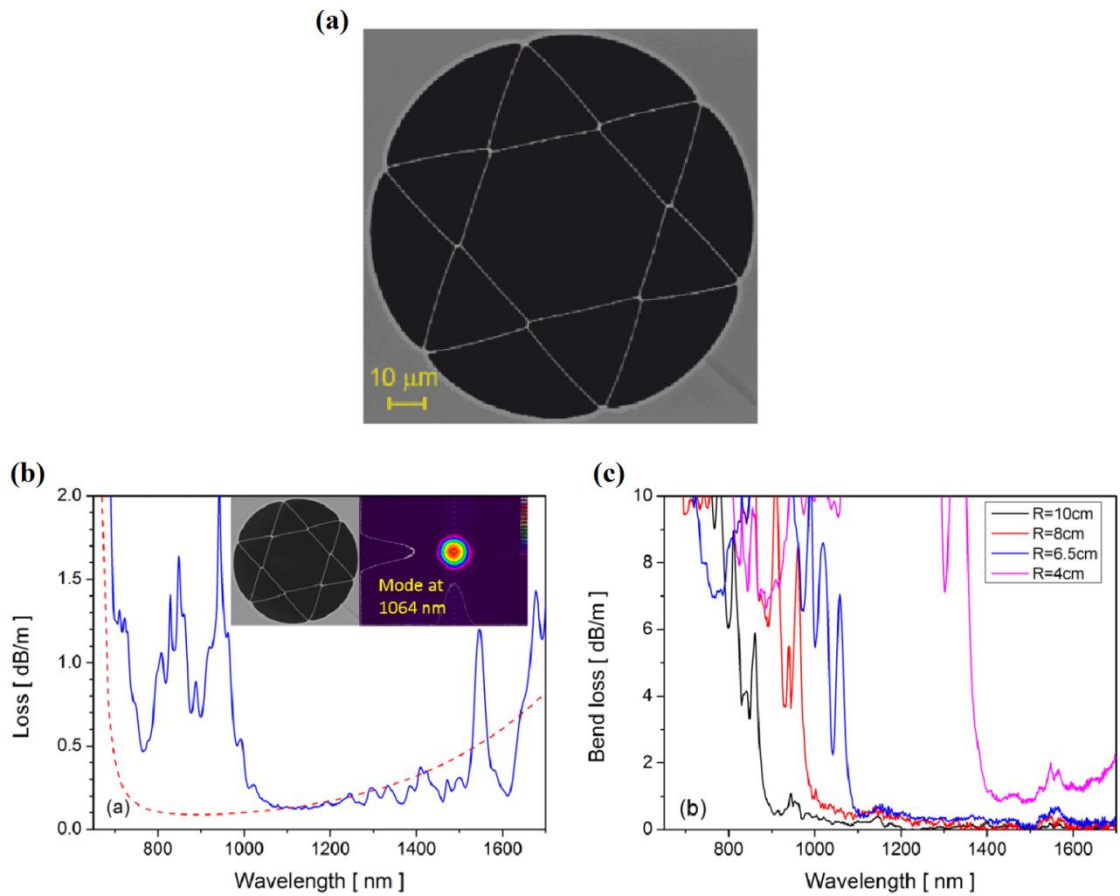 (a)
10 μm
(b)
2.0
1.5
1.0
0.5
0.0
Loss [ dB/m ]
Mode at
1064 nm
(a)
800 1000 1200 1400 1600
Wavelength [ nm ]
(c)
10
8
6
4
2
0
Bend loss [ dB/m ]
R=10cm
R=8cm
R=6.5cm
R=4cm
(b)
800 1000 1200 1400 1600
Wavelength [ nm ]